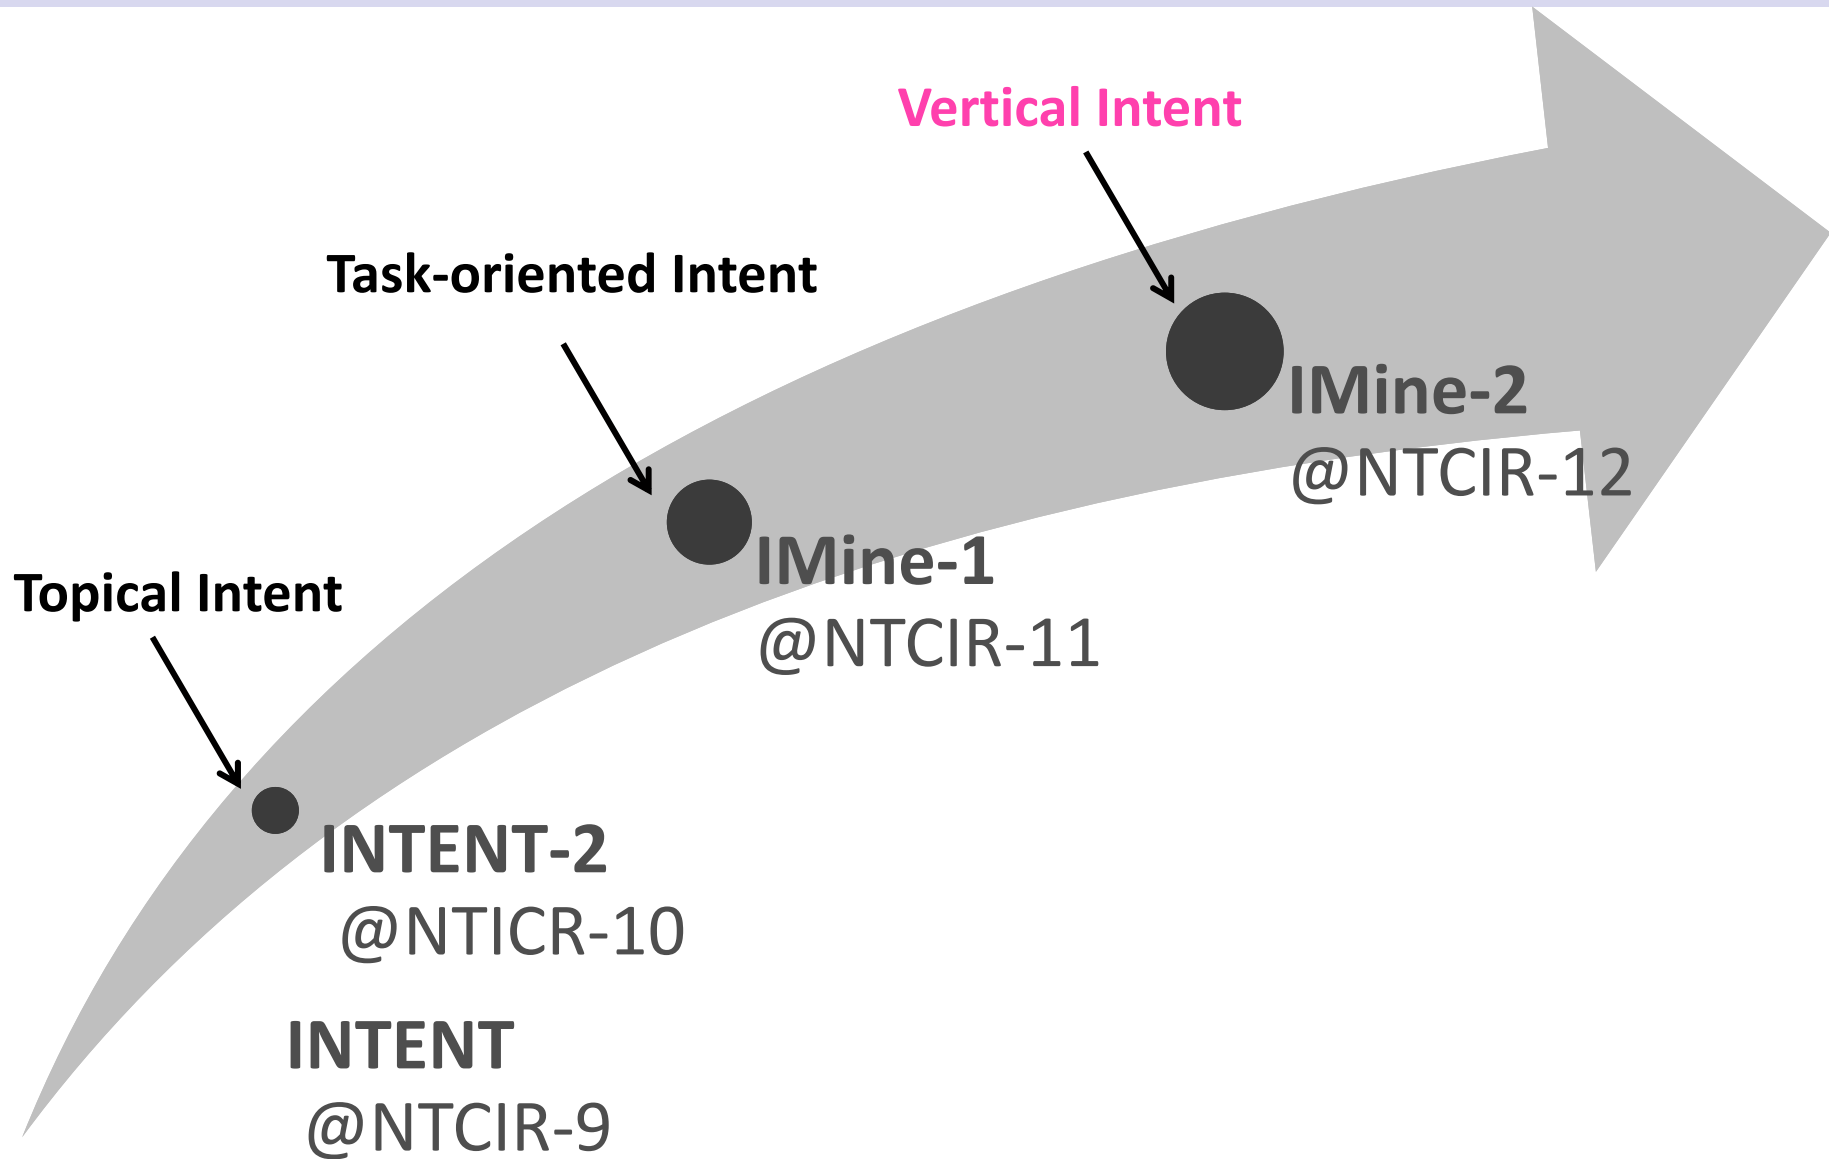 Vertical Intent
Task-oriented Intent
IMine-2
@NTCIR-12
IMine-1
@NTCIR-11
Topical Intent
INTENT-2
@NTICR-10
INTENT
@NTCIR-9